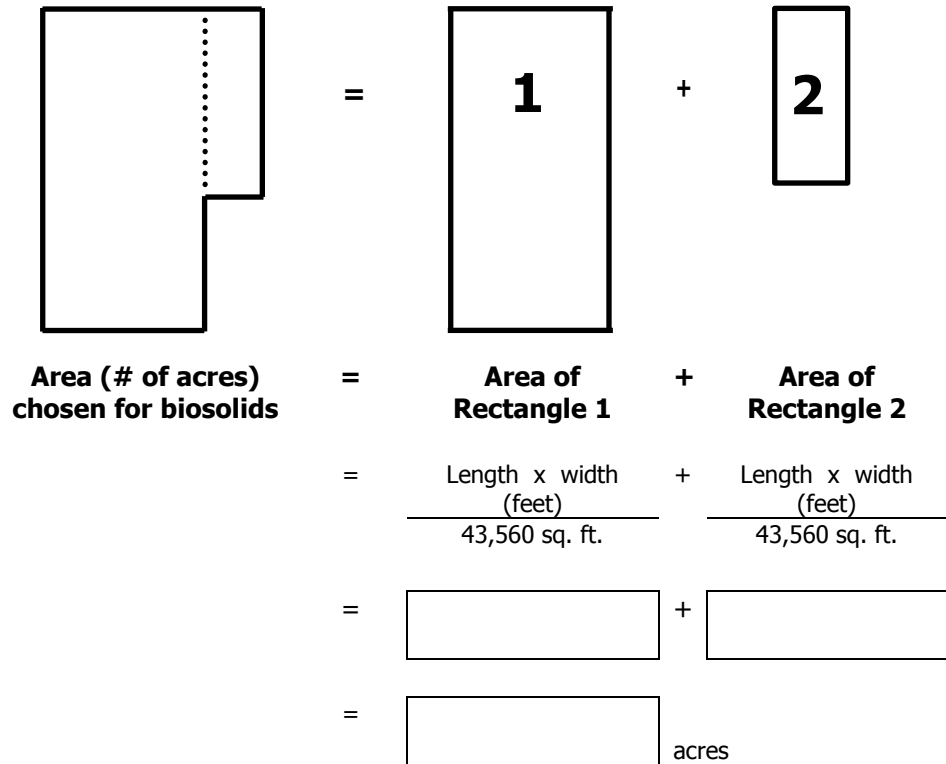 = 1 + 2
Area (# of acres) = Area of + Area of
chosen for biosolids Rectangle 1 Rectangle 2
= Length x width + Length x width
(feet) (feet)
43,560 sq. ft. 43,560 sq. ft.
= +
= acres